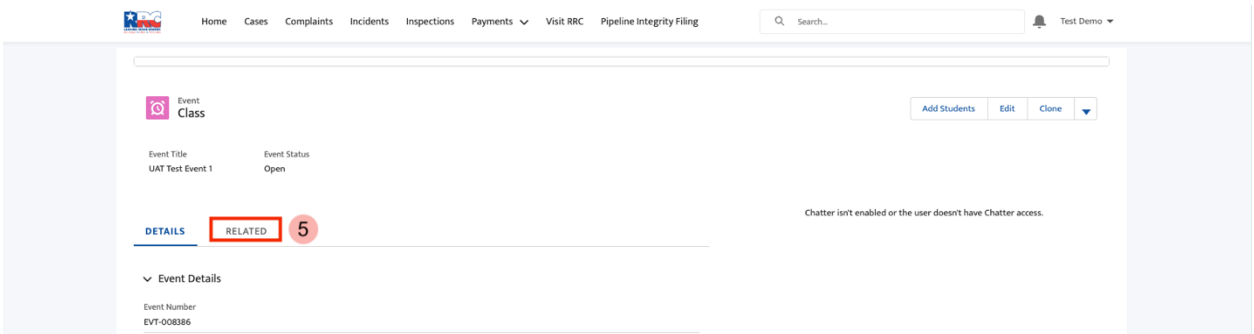 RRC
Home Cases Complaints Incidents Inspections Payments Visit RRC Pipeline Integrity Filing Search... Test Demo
Event
Class
Add Students Edit Clone
Event Title Event Status
UAT Test Event 1 Open
Chatter isn't enabled or the user doesn't have Chatter access.
DETAILS RELATED 5
Event Details
Event Number
EVT-008386